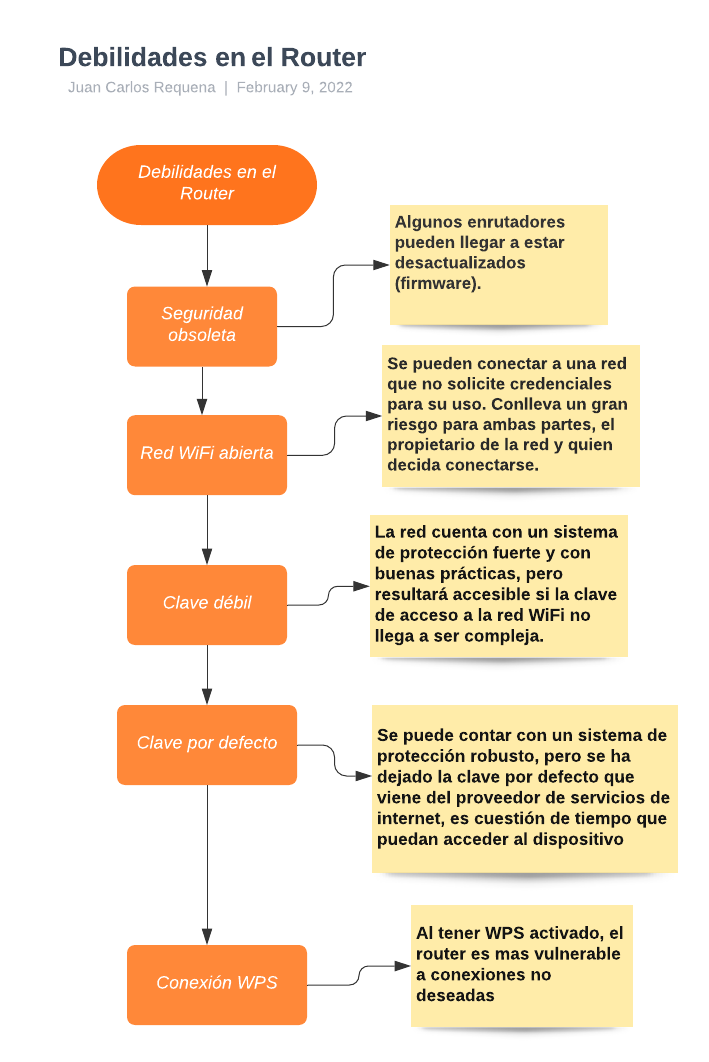 Debilidades en el Router
Juan Carlos Requena | February 9, 2022
Debilidades en el
Router
Seguridad
obsoleta
Algunos enrutadores
pueden llegar a estar
desactualizados
(firmware).
Red WiFi abierta
Se pueden conectar a una red
que no solicite credenciales
para su uso. Conlleva un gran
riesgo para ambas partes, el
propietario de la red y quien
decida conectarse.
Clave débil
La red cuenta con un sistema
de protección fuerte y con
buenas prácticas, pero
resultará accesible si la clave
de acceso a la red WiFi no
llega a ser compleja.
Clave por defecto
Se puede contar con un sistema de
protección robusto, pero se ha
dejado la clave por defecto que
viene del proveedor de servicios de
internet, es cuestión de tiempo que
puedan acceder al dispositivo
Conexión WPS
Al tener WPS activado, el
router es mas vulnerable
a conexiones no
deseadas